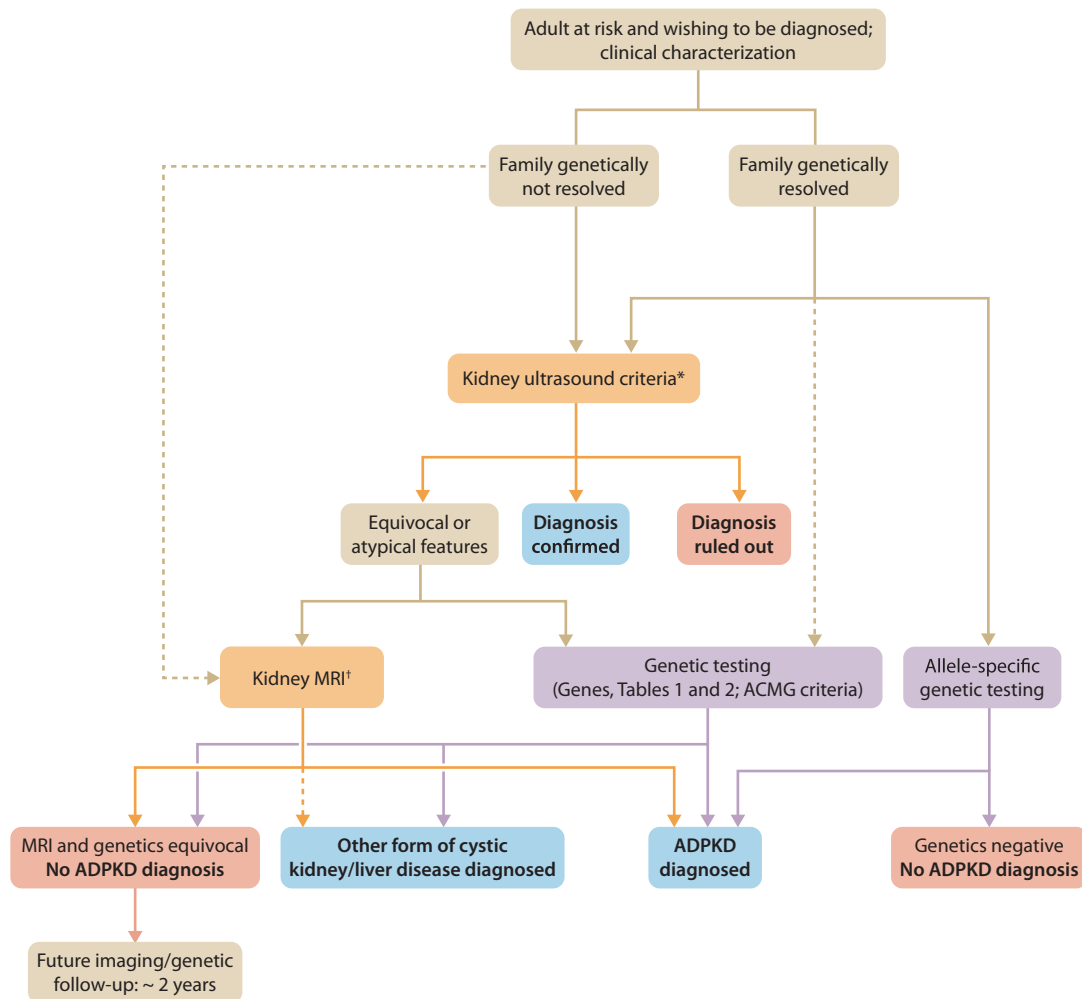 Adult at risk and wishing to be diagnosed;
clinical characterization
Family genetically
not resolved
Family genetically
resolved
Kidney ultrasound criteria*
Equivocal or
atypical features
Diagnosis
confirmed
Diagnosis
ruled out
Kidney MRI†
Genetic testing
(Genes, Tables 1 and 2; ACMG criteria)
Allele-specific
genetic testing
MRI and genetics equivocal
No ADPKD diagnosis
Other form of cystic
kidney/liver disease diagnosed
ADPKD
diagnosed
Genetics negative
No ADPKD diagnosis
Future imaging/genetic
follow-up: ~ 2 years